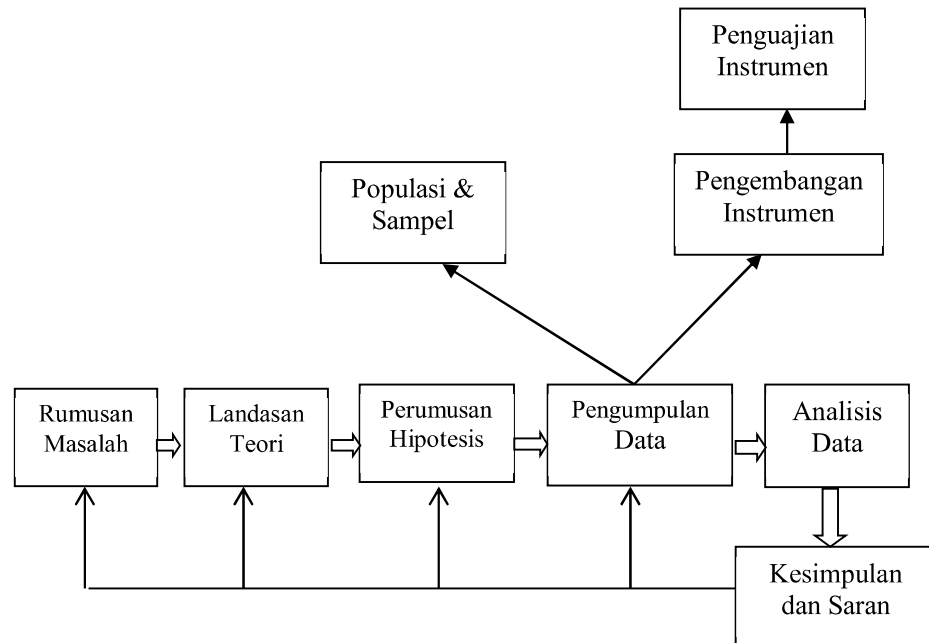 Penguajian
Instrumen
Populasi &
Sampel
Pengembangan
Instrumen
Rumusan
Masalah
Landasan
Teori
Perumusan
Hipotesis
Pengumpulan
Data
Analisis
Data
Kesimpulan
dan Saran